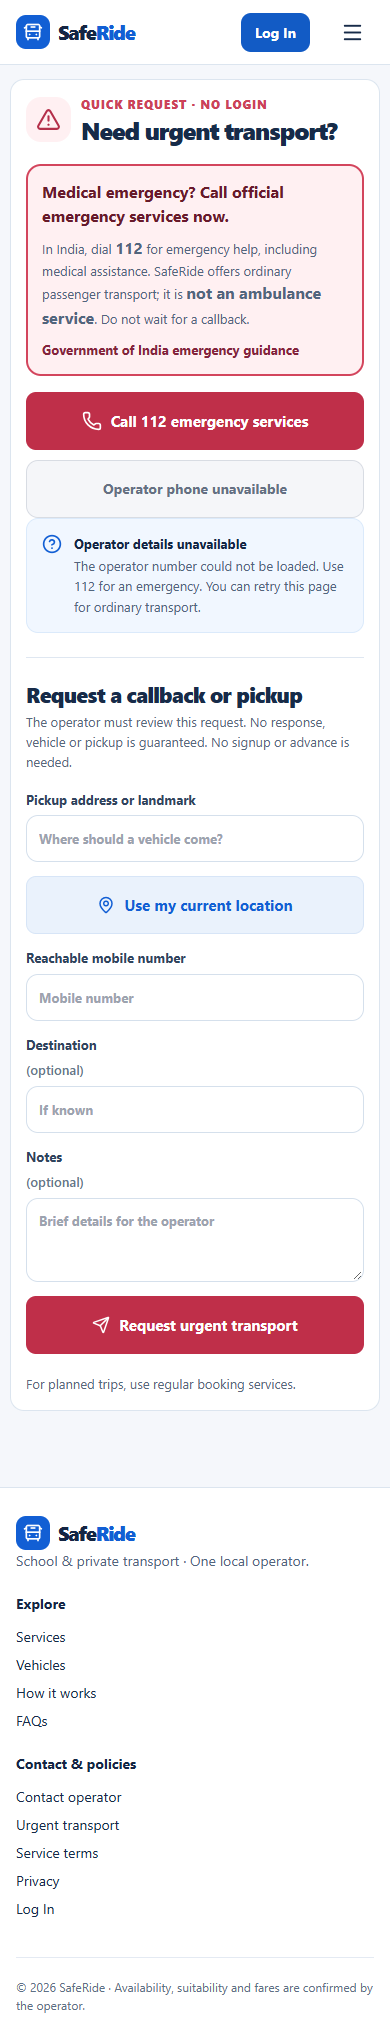 SafeRide
Log In
QUICK REQUEST · NO LOGIN
Need urgent transport?
Medical emergency? Call official
emergency services now.
In India, dial 112 for emergency help, including
medical assistance. SafeRide offers ordinary
passenger transport; it is not an ambulance
service. Do not wait for a callback.
Government of India emergency guidance
Call 112 emergency services
Operator phone unavailable
Operator details unavailable
The operator number could not be loaded. Use
112 for an emergency. You can retry this page
for ordinary transport.
Request a callback or pickup
The operator must review this request. No response,
vehicle or pickup is guaranteed. No signup or advance is
needed.
Pickup address or landmark
Where should a vehicle come?
Use my current location
Reachable mobile number
Mobile number
Destination
(optional)
If known
Notes
(optional)
Brief details for the operator
Request urgent transport
For planned trips, use regular booking services.
SafeRide
School & private transport · One local operator.
Explore
Services
Vehicles
How it works
FAQs
Contact & policies
Contact operator
Urgent transport
Service terms
Privacy
Log In
© 2026 SafeRide · Availability, suitability and fares are confirmed by
the operator.